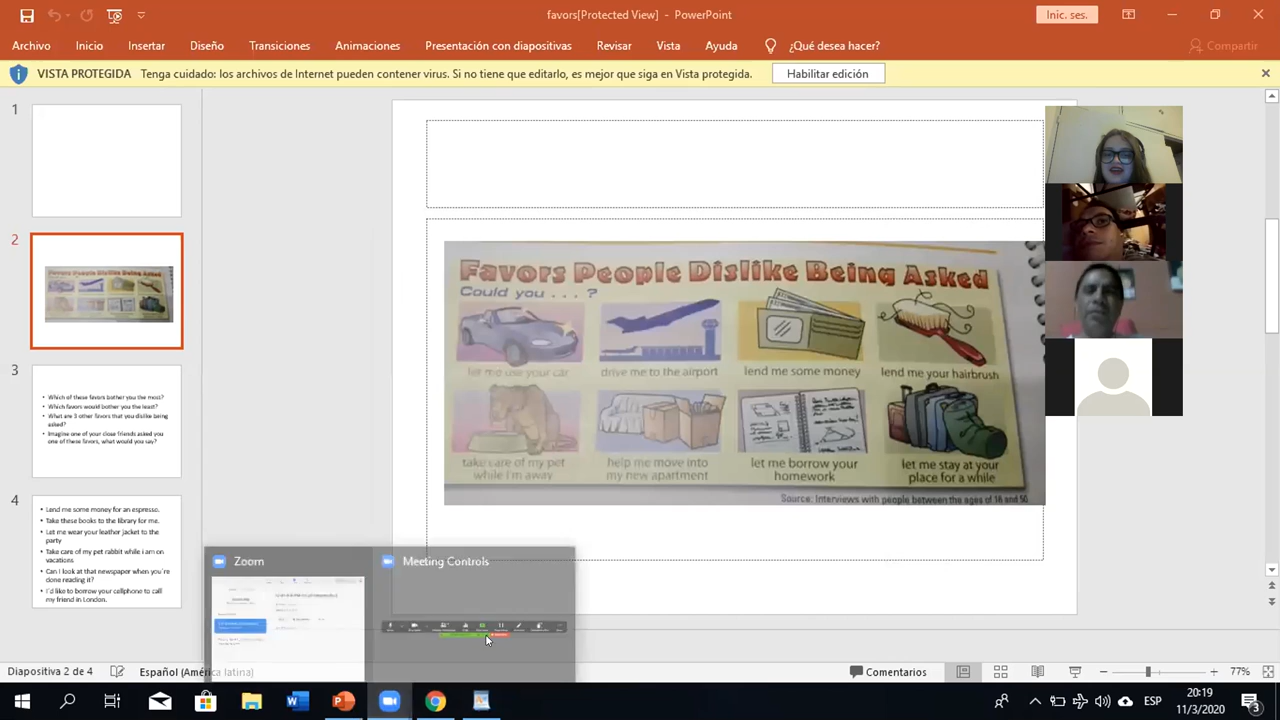 favors[Protected View] - PowerPoint
Inic. ses.
Archivo Inicio Insertar Diseño Transiciones Animaciones Presentación con diapositivas Revisar Vista Ayuda ¿Qué desea hacer? Compartir
VISTA PROTEGIDA Tenga cuidado: los archivos de Internet pueden contener virus. Si no tiene que editarlo, es mejor que siga en Vista protegida. Habilitar edición
1
2
Favors People Dislike Being Asked
3
Which of these favors bother you the most?
Which favors would bother you the least?
What are 3 other favors that you dislike being
asked?
Imagine one of your close friends asked you
one of these favors, what would you say?
4
Lend me some money for an espresso.
Take these books to the library for me.
Let me wear your leather jacket to the
party
Take care of my pet rabbit while i am on
vacations
Can I look at that newspaper when you´re
done reading it?
I´d like to borrow your cellphone to call
my friend in London.
Favors People Dislike Being Asked
Could you . . . ?
let me use your car
drive me to the airport
lend me some money
lend me your hairbrush
take care of my pet
while I'm away
help me move into
my new apartment
let me borrow your
homework
let me stay at your
place for a while
Source: Interviews with people between the ages of 16 and 50
Zoom
Meeting Controls
Diapositiva 2 de 4
Español (América latina)
Comentarios
77%
ESP
20:19
11/3/2020
3